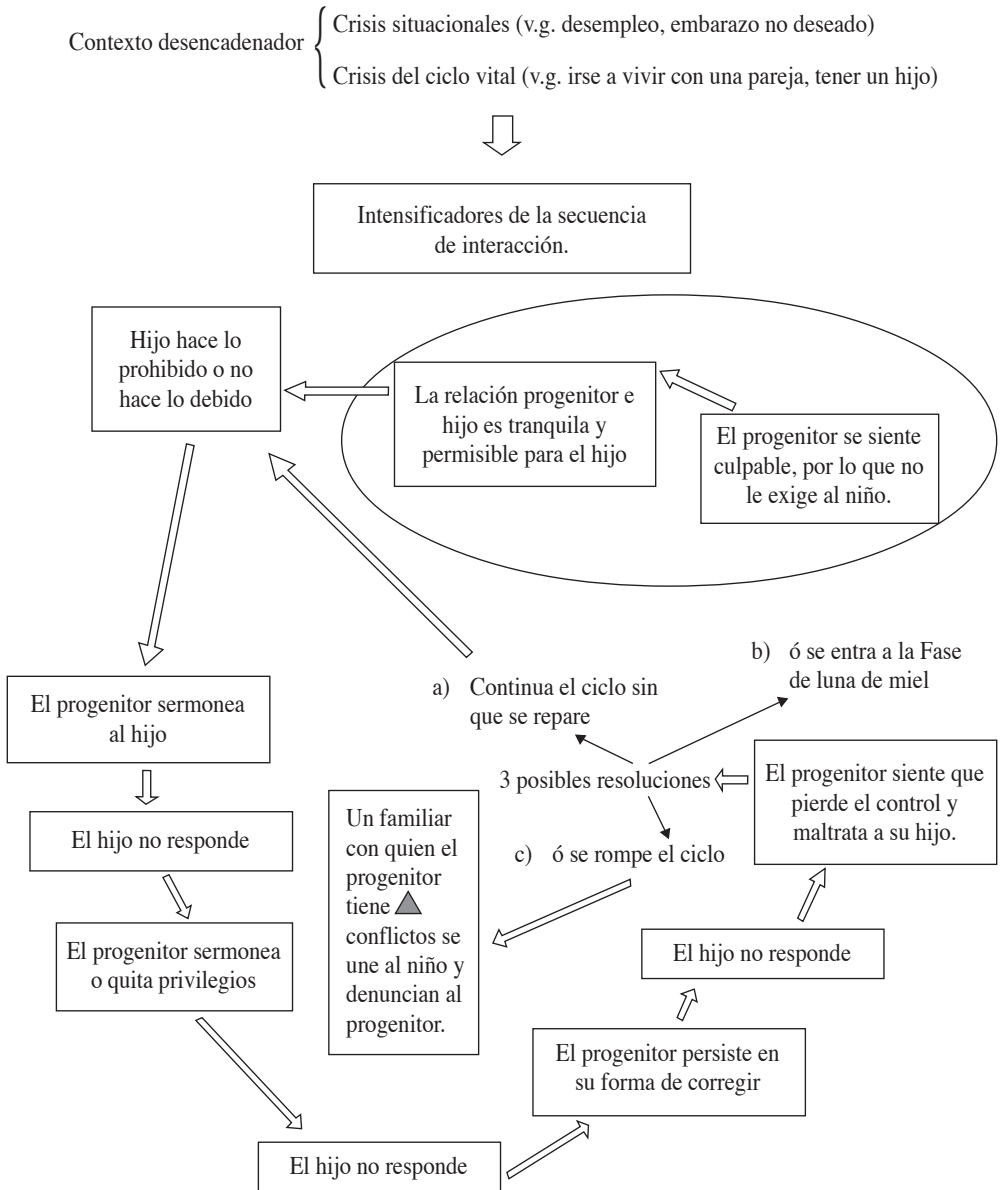 Contexto desencadenador
Crisis situacionales (v.g. desempleo, embarazo no deseado)
Crisis del ciclo vital (v.g. irse a vivir con una pareja, tener un hijo)
Intensificadores de la secuencia
de interacción.
Hijo hace lo
prohibido o no
hace lo debido
La relación progenitor e
hijo es tranquila y
permisible para el hijo
El progenitor se siente
culpable, por lo que no
le exige al niño.
El progenitor sermonea
al hijo
El hijo no responde
El progenitor sermonea
o quita privilegios
El hijo no responde
El progenitor persiste en
su forma de corregir
El hijo no responde
El progenitor siente que
pierde el control y
maltrata a su hijo.
3 posibles resoluciones
a) Continua el ciclo sin
que se repare
b) ó se entra a la Fase
de luna de miel
c) ó se rompe el ciclo
Un familiar
con quien el
progenitor
tiene
conflictos se
une al niño y
denuncian al
progenitor.